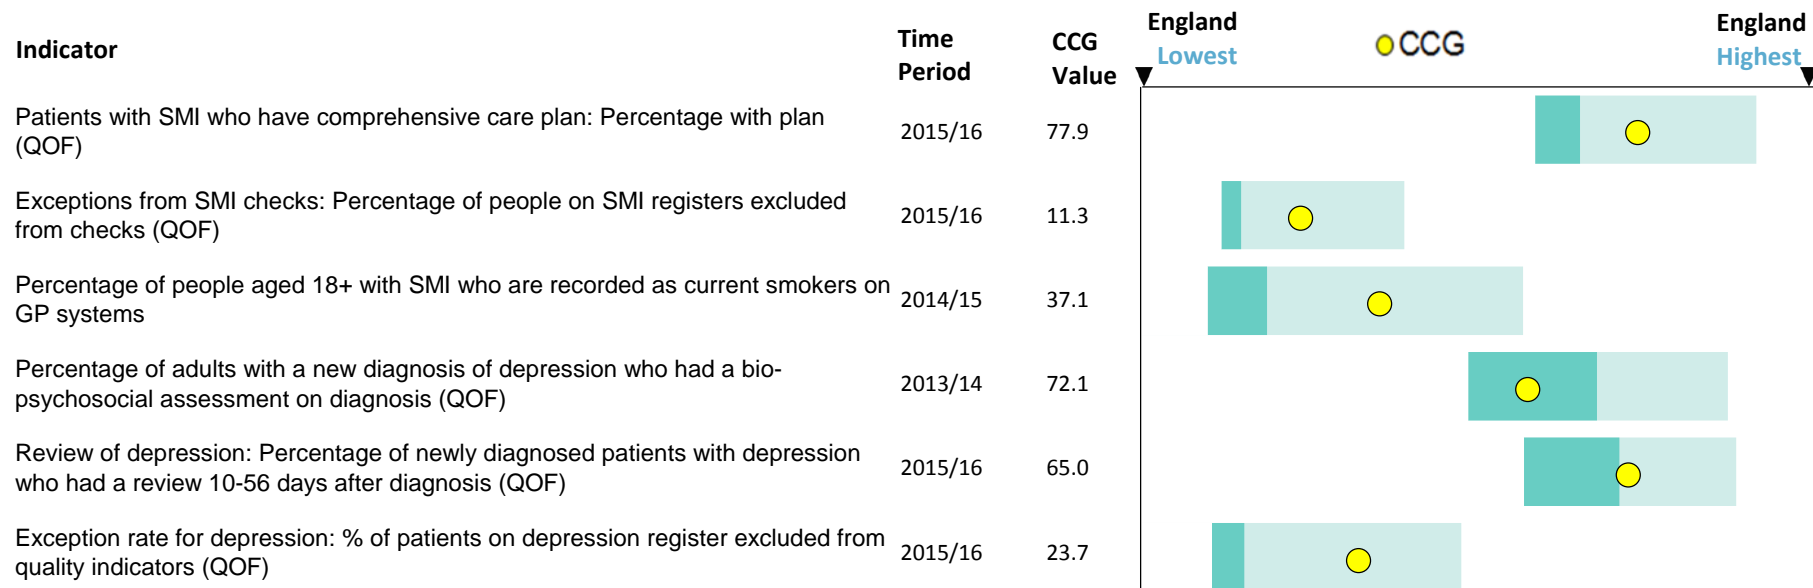 Indicator
Time
Period
CCG
Value
England
Lowest
CCG
England
Highest
Patients with SMI who have comprehensive care plan: Percentage with plan
(QOF)
2015/16
77.9
Exceptions from SMI checks: Percentage of people on SMI registers excluded
from checks (QOF)
2015/16
11.3
Percentage of people aged 18+ with SMI who are recorded as current smokers on
GP systems
2014/15
37.1
Percentage of adults with a new diagnosis of depression who had a bio-
psychosocial assessment on diagnosis (QOF)
2013/14
72.1
Review of depression: Percentage of newly diagnosed patients with depression
who had a review 10-56 days after diagnosis (QOF)
2015/16
65.0
Exception rate for depression: % of patients on depression register excluded from
quality indicators (QOF)
2015/16
23.7